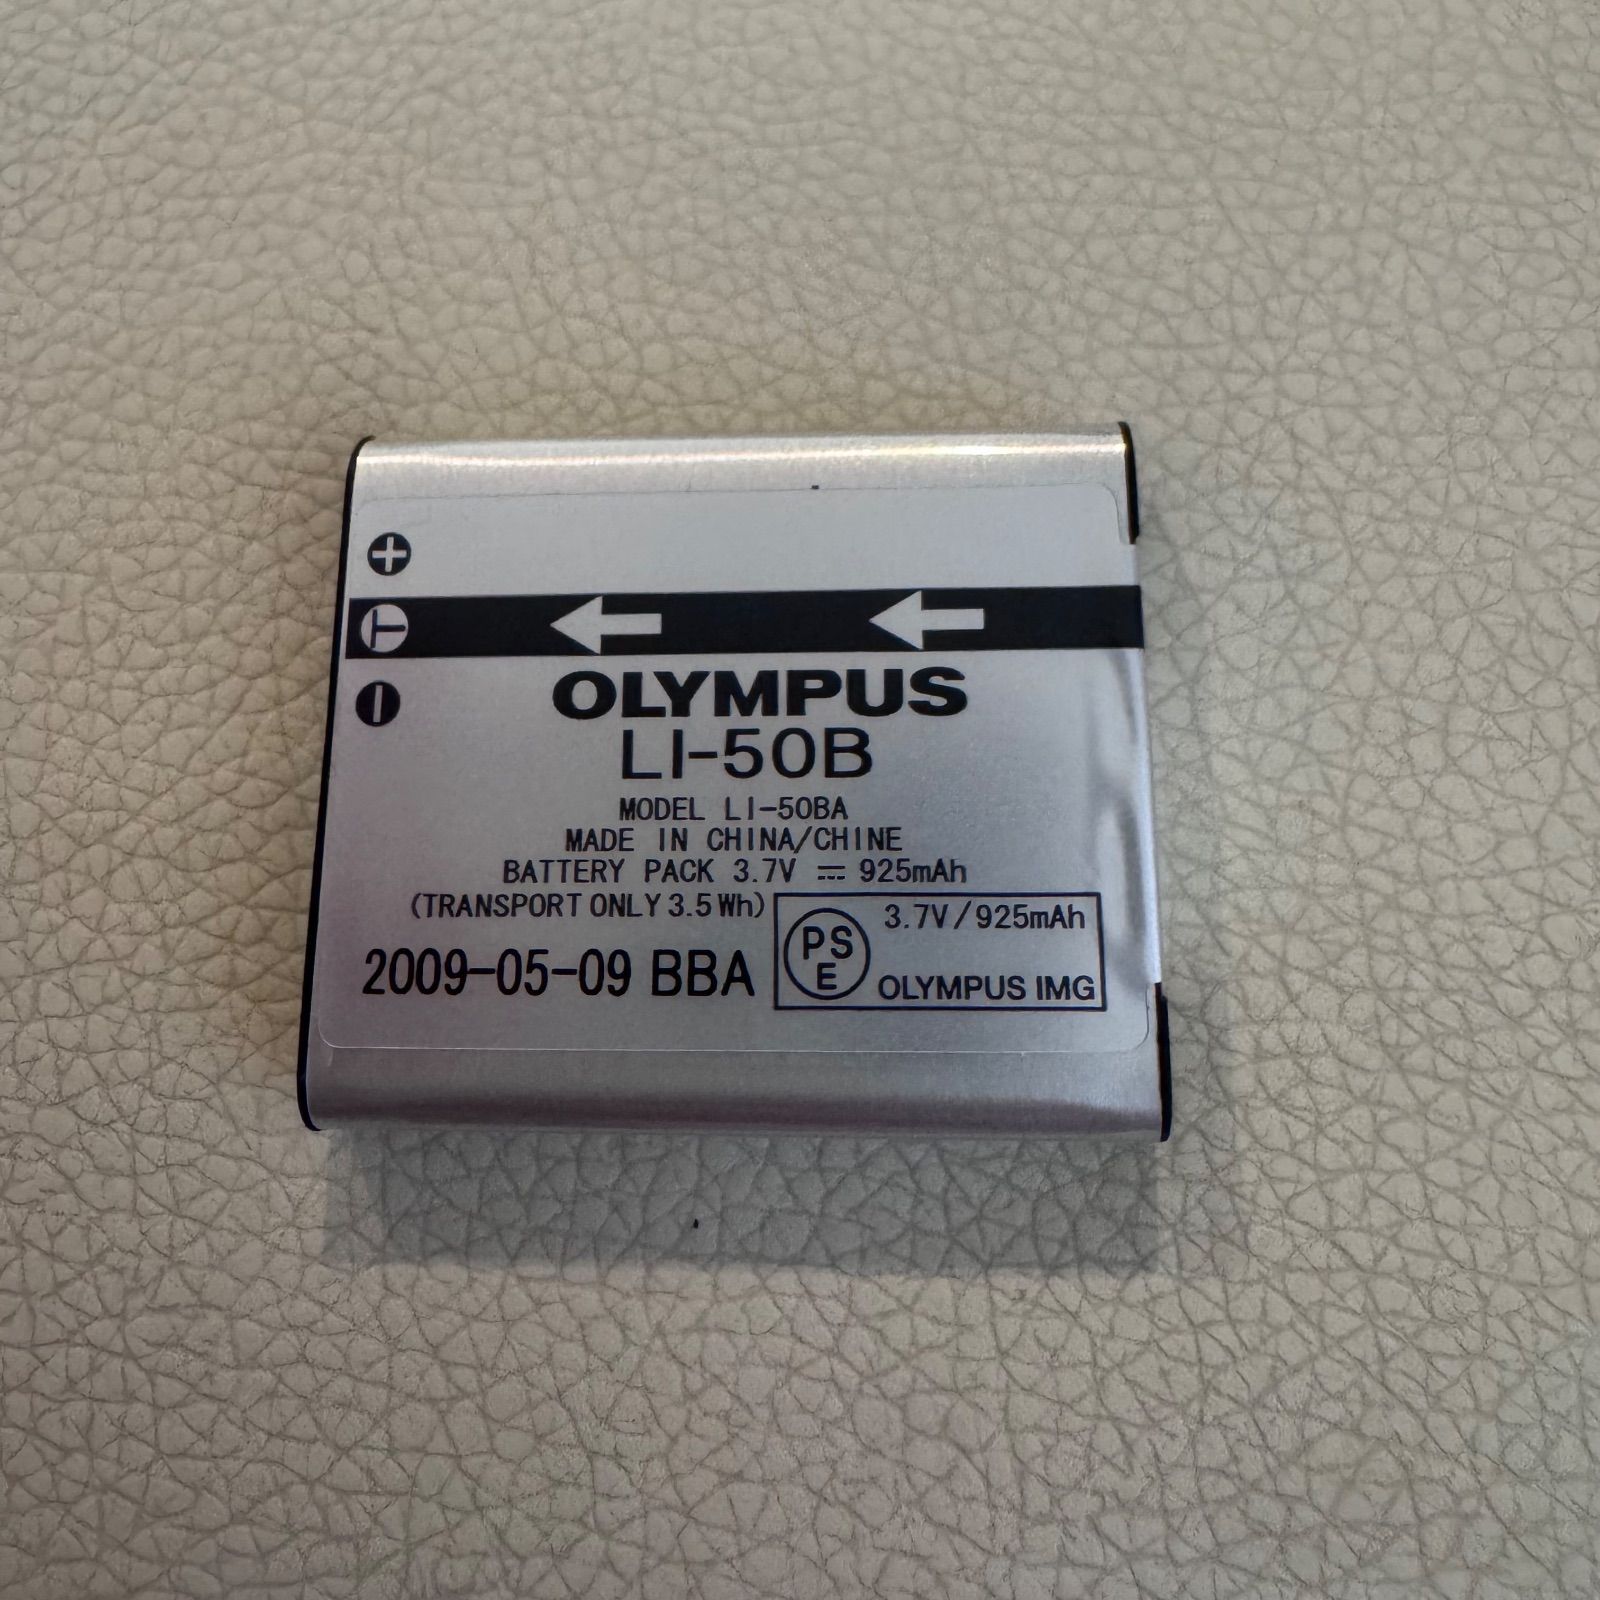 OLYMPUS
LI-50B
MODEL LI-50BA
MADE IN CHINA/CHINE
BATTERY PACK 3.7V ⎓ 925mAh
(TRANSPORT ONLY 3.5 Wh)
3.7V/925mAh
PSE
OLYMPUS IMG
2009-05-09 BBA